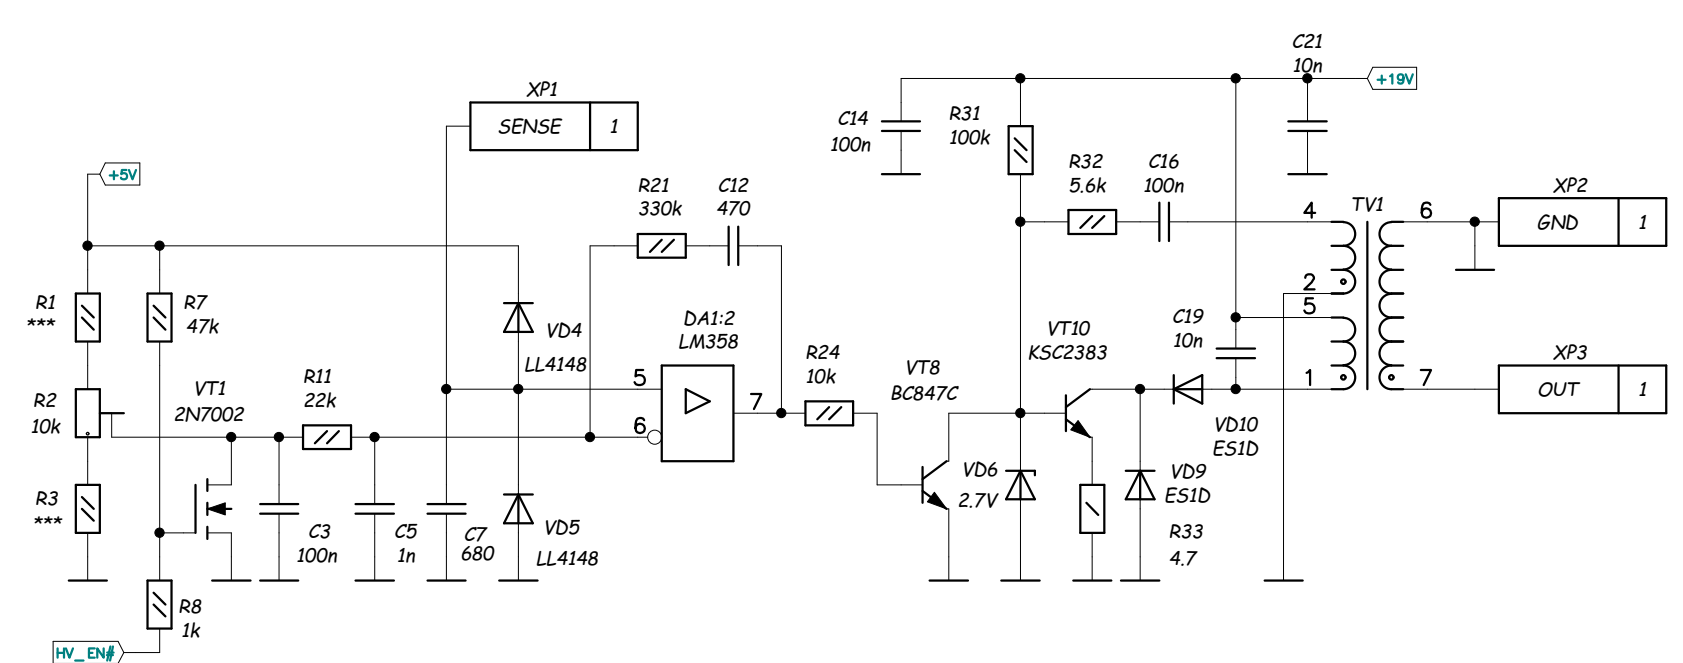 C21
10n
+19V
XP1
SENSE 1
C14
100n
R31
100k
R32
5.6k
C16
100n
+5V
R21
330k
C12
470
TV1
4
6
XP2
GND 1
2
5
R1
***
R7
47k
VD4
LL4148
DA1:2
LM358
C19
10n
VT10
KSC2383
R24
10k
VT8
BC847C
XP3
OUT 1
1
7
R2
10k
VT1
2N7002
R11
22k
5
6
7
VD10
ES1D
R3
***
VD6
2.7V
VD9
ES1D
C3
100n
C5
1n
C7
680
VD5
LL4148
R33
4.7
R8
1k
HV_EN#